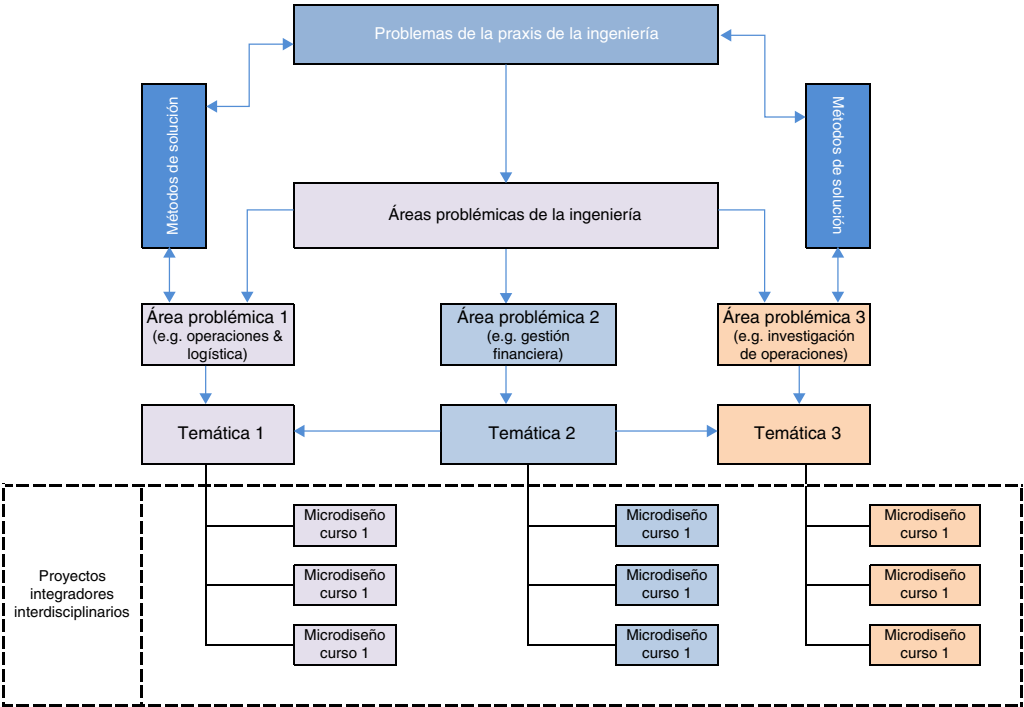 Problemas de la praxis de la ingeniería
Métodos de solución
Métodos de solución
Áreas problémicas de la ingeniería
Área problémica 1
(e.g. operaciones &
logística)
Área problémica 2
(e.g. gestión
financiera)
Área problémica 3
(e.g. investigación
de operaciones)
Temática 1
Temática 2
Temática 3
Proyectos
integradores
interdisciplinarios
Microdiseño
curso 1
Microdiseño
curso 1
Microdiseño
curso 1
Microdiseño
curso 1
Microdiseño
curso 1
Microdiseño
curso 1
Microdiseño
curso 1
Microdiseño
curso 1
Microdiseño
curso 1